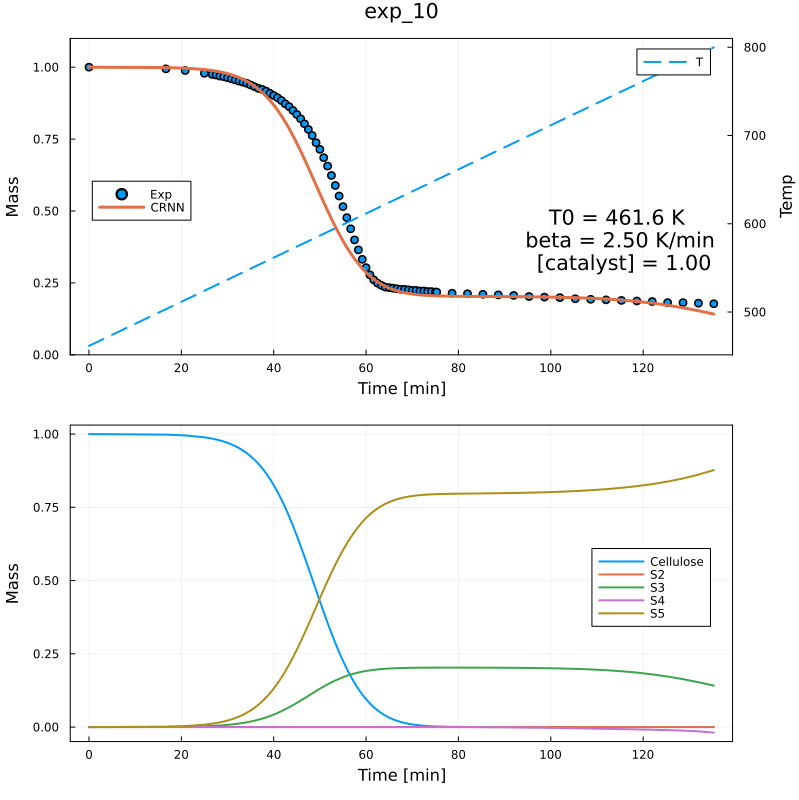 exp_10
1.00
0.75
0.50
0.25
0.00
Mass
800
700
600
500
Temp
T
Exp
CRNN
T0 = 461.6 K
beta = 2.50 K/min
[catalyst] = 1.00
0 20 40 60 80 100 120
Time [min]
1.00
0.75
0.50
0.25
0.00
Mass
Cellulose
S2
S3
S4
S5
0 20 40 60 80 100 120
Time [min]